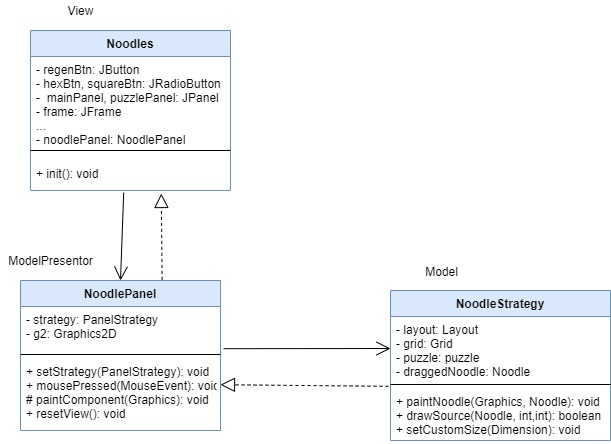 View
Noodles
- regenBtn: JButton
- hexBtn, squareBtn: JRadioButton
- mainPanel, puzzlePanel: JPanel
- frame: JFrame
...
- noodlePanel: NoodlePanel
+ init(): void
ModelPresentor
NoodlePanel
- strategy: PanelStrategy
- g2: Graphics2D
+ setStrategy(PanelStrategy): void
+ mousePressed(MouseEvent): void
# paintComponent(Graphics): void
+ resetView(): void
Model
NoodleStrategy
- layout: Layout
- grid: Grid
- puzzle: puzzle
- draggedNoodle: Noodle
+ paintNoodle(Graphics, Noodle): void
+ drawSource(Noodle, int,int): boolean
+ setCustomSize(Dimension): void